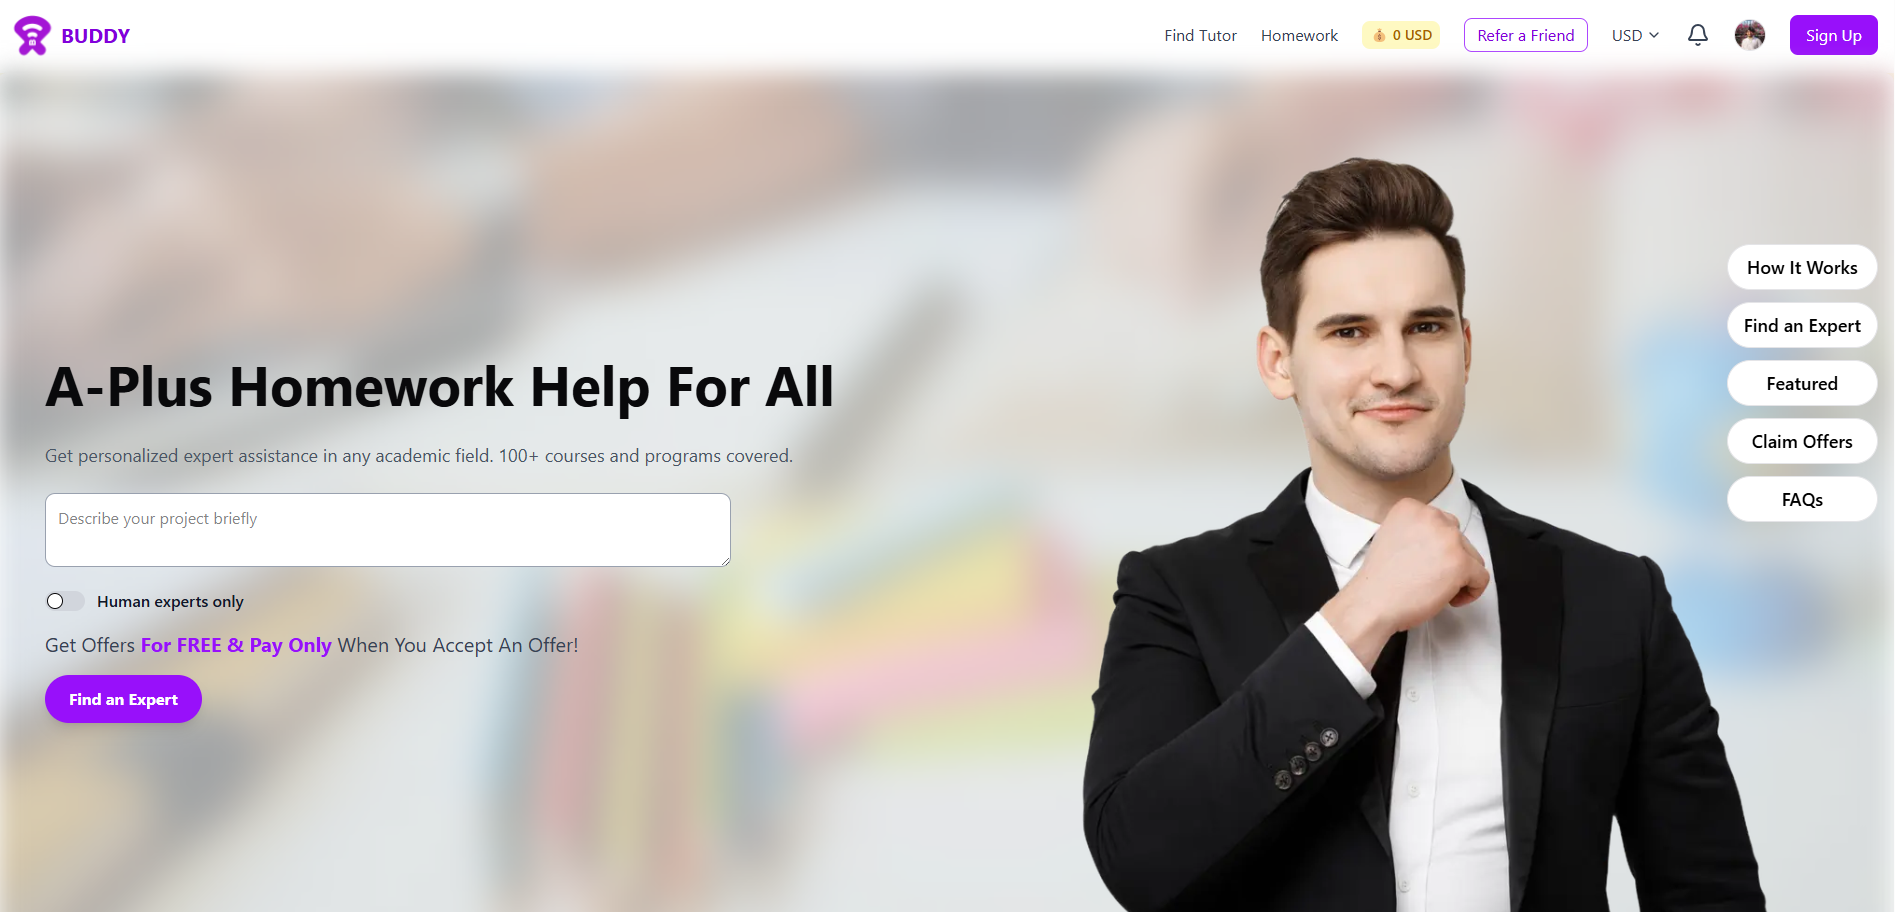 BUDDY
Find Tutor
Homework
0 USD
Refer a Friend
USD
Sign Up
How It Works
Find an Expert
Featured
Claim Offers
FAQs
A-Plus Homework Help For All
Get personalized expert assistance in any academic field. 100+ courses and programs covered.
Describe your project briefly
Human experts only
Get Offers For FREE & Pay Only When You Accept An Offer!
Find an Expert